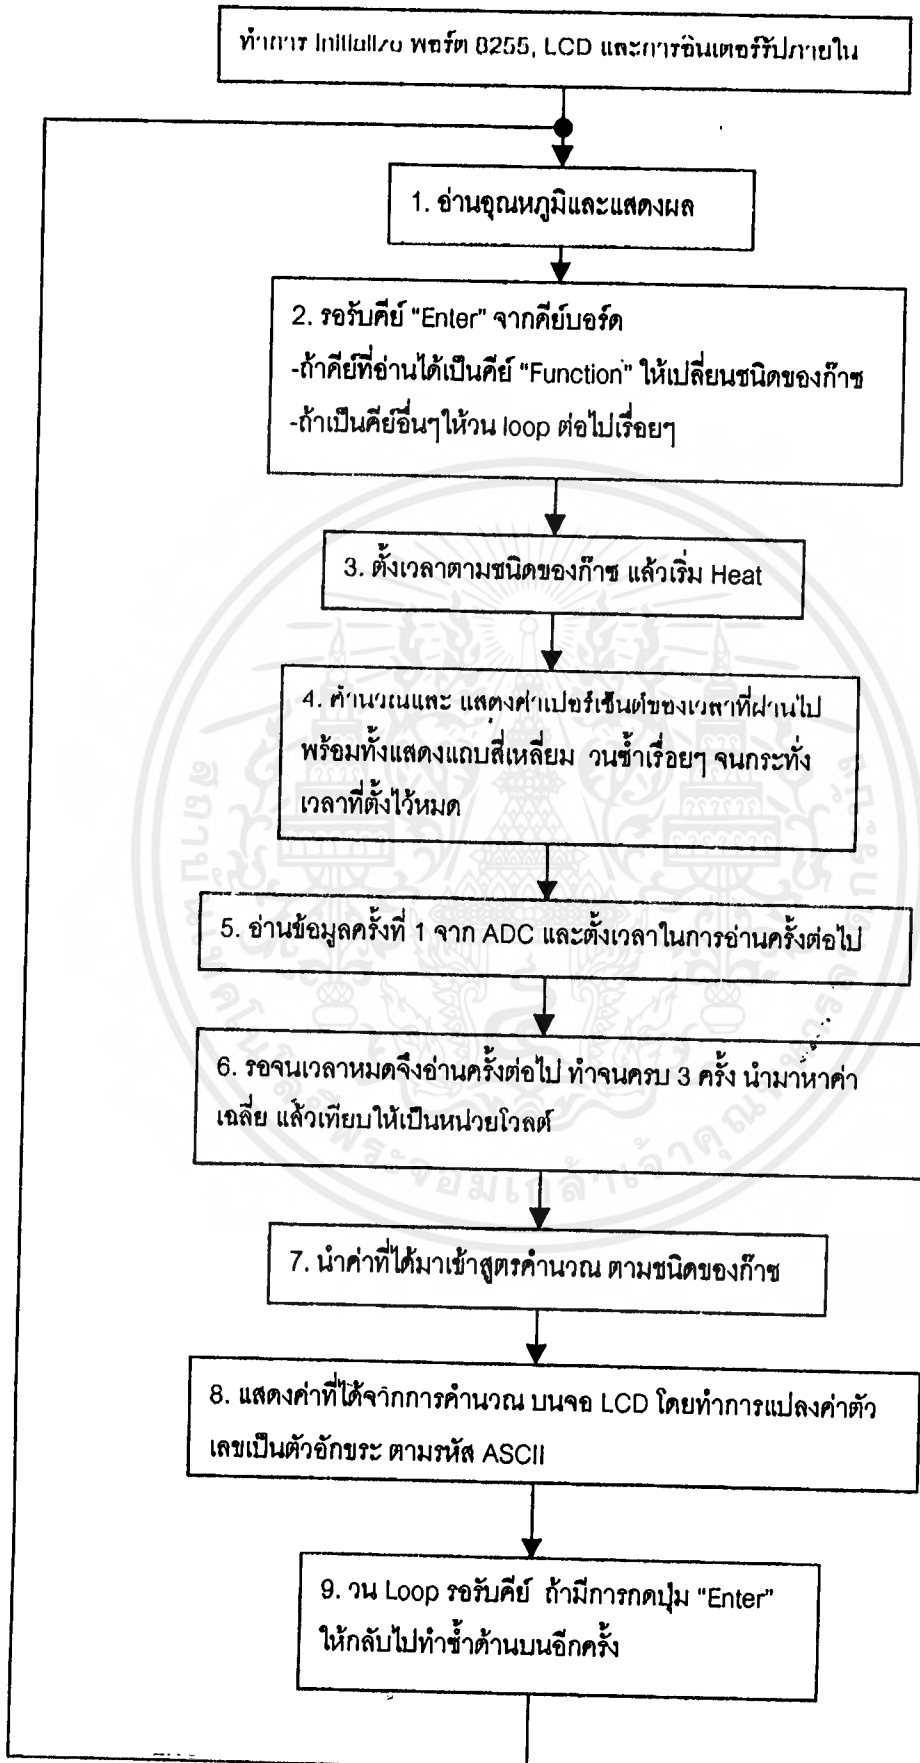 ทำการ Initialize พอร์ต 8255, LCD และการอินเตอร์รัปภายใน
1. อ่านอุณหภูมิและแสดงผล
2. รอรับคีย์ “Enter” จากคีย์บอร์ด
-ถ้าคีย์ที่อ่านได้เป็นคีย์ “Function” ให้เปลี่ยนชนิดของก๊าซ
-ถ้าเป็นคีย์อื่นๆให้วน loop ต่อไปเรื่อยๆ
3. ตั้งเวลาตามชนิดของก๊าซ แล้วเริ่ม Heat
4. คำนวณและ แสดงค่าเปอร์เซ็นต์ของเวลาที่ผ่านไป
พร้อมทั้งแสดงแถบสี่เหลี่ยม วนซ้ำเรื่อยๆ จนกระทั่ง
เวลาที่ตั้งไว้หมด
5. อ่านข้อมูลครั้งที่ 1 จาก ADC และตั้งเวลาในการอ่านครั้งต่อไป
6. รอจนเวลาหมดจึงอ่านครั้งต่อไป ทำจนครบ 3 ครั้ง นำมาหาค่า
เฉลี่ย แล้วเทียบให้เป็นหน่วยโวลต์
7. นำค่าที่ได้มาเข้าสูตรคำนวณ ตามชนิดของก๊าซ
8. แสดงค่าที่ได้จากการคำนวณ บนจอ LCD โดยทำการแปลงค่าตัว
เลขเป็นตัวอักขระ ตามรหัส ASCII
9. วน Loop รอรับคีย์ ถ้ามีการกดปุ่ม “Enter”
ให้กลับไปทำซ้ำด้านบนอีกครั้ง